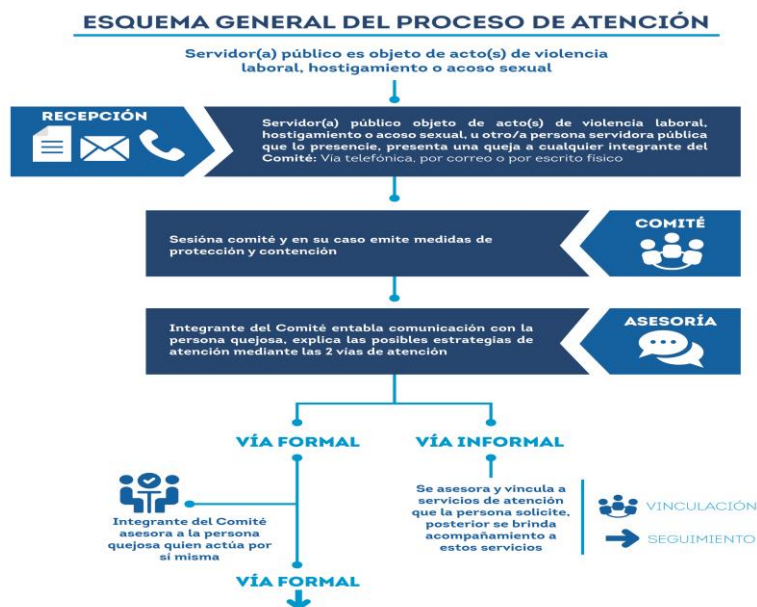 ESQUEMA GENERAL DEL PROCESO DE ATENCIÓN
Servidor(a) público es objeto de acto(s) de violencia
laboral, hostigamiento o acoso sexual
RECEPCIÓN
Servidor(a) público objeto de acto(s) de violencia laboral,
hostigamiento o acoso sexual, u otro/a persona servidora pública
que lo presencie, presenta una queja a cualquier integrante del
Comité: Vía telefónica, por correo o por escrito físico
COMITÉ
Sesióna comité y en su caso emite medidas de
protección y contención
ASESORÍA
Integrante del Comité entabla comunicación con la
persona quejosa, explica las posibles estrategias de
atención mediante las 2 vías de atención
VÍA FORMAL
VÍA INFORMAL
Integrante del Comité
asesora a la persona
quejosa quien actúa por
sí misma
Se asesora y vincula a
servicios de atención
que la persona solicite,
posterior se brinda
acompañamiento a
estos servicios
VINCULACIÓN
SEGUIMIENTO
VÍA FORMAL